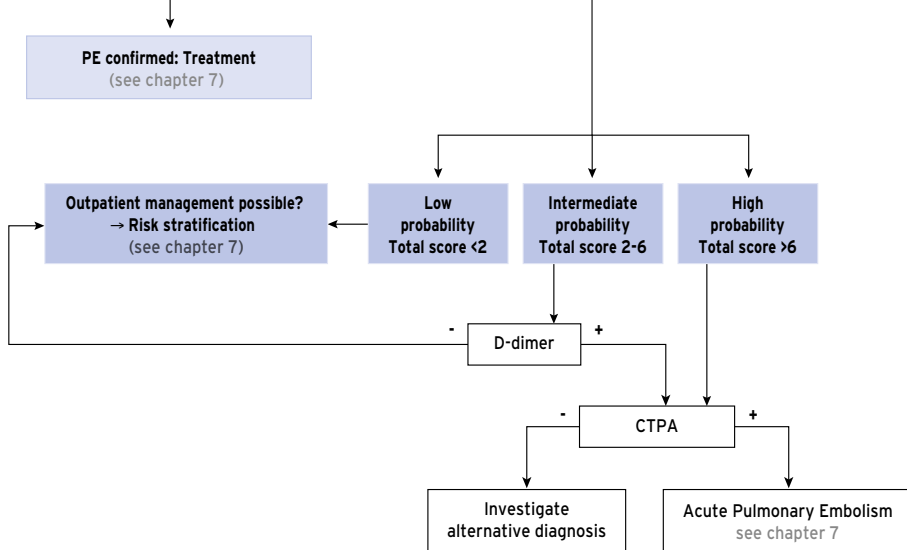 PE confirmed: Treatment
(see chapter 7)
Outpatient management possible?
→ Risk stratification
(see chapter 7)
Low
probability
Total score <2
Intermediate
probability
Total score 2-6
High
probability
Total score >6
-
D-dimer
+
-
CTPA
+
Investigate
alternative diagnosis
Acute Pulmonary Embolism
see chapter 7